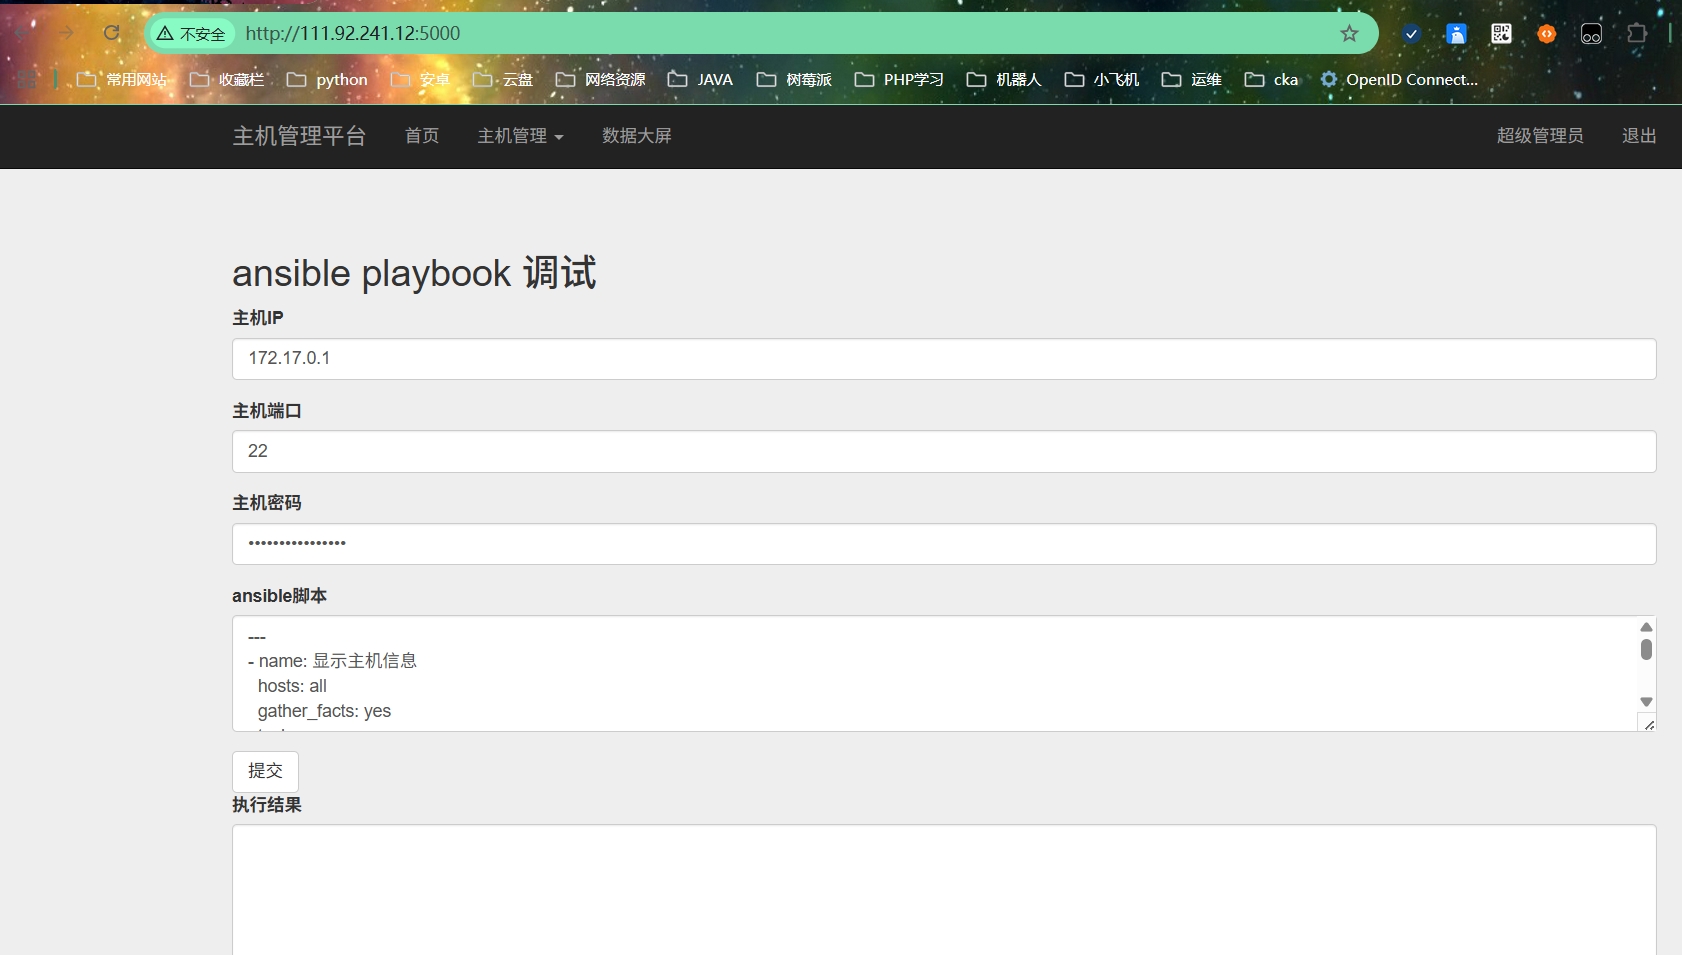 不安全 http://111.92.241.12:5000
常用网站 收藏栏 python 安卓 云盘 网络资源 JAVA 树莓派 PHP学习 机器人 小飞机 运维 cka OpenID Connect...
主机管理平台 首页 主机管理 数据大屏 超级管理员 退出
ansible playbook 调试
主机IP
172.17.0.1
主机端口
22
主机密码
••••••••••••••••
ansible脚本
---
- name: 显示主机信息
hosts: all
gather_facts: yes
提交
执行结果